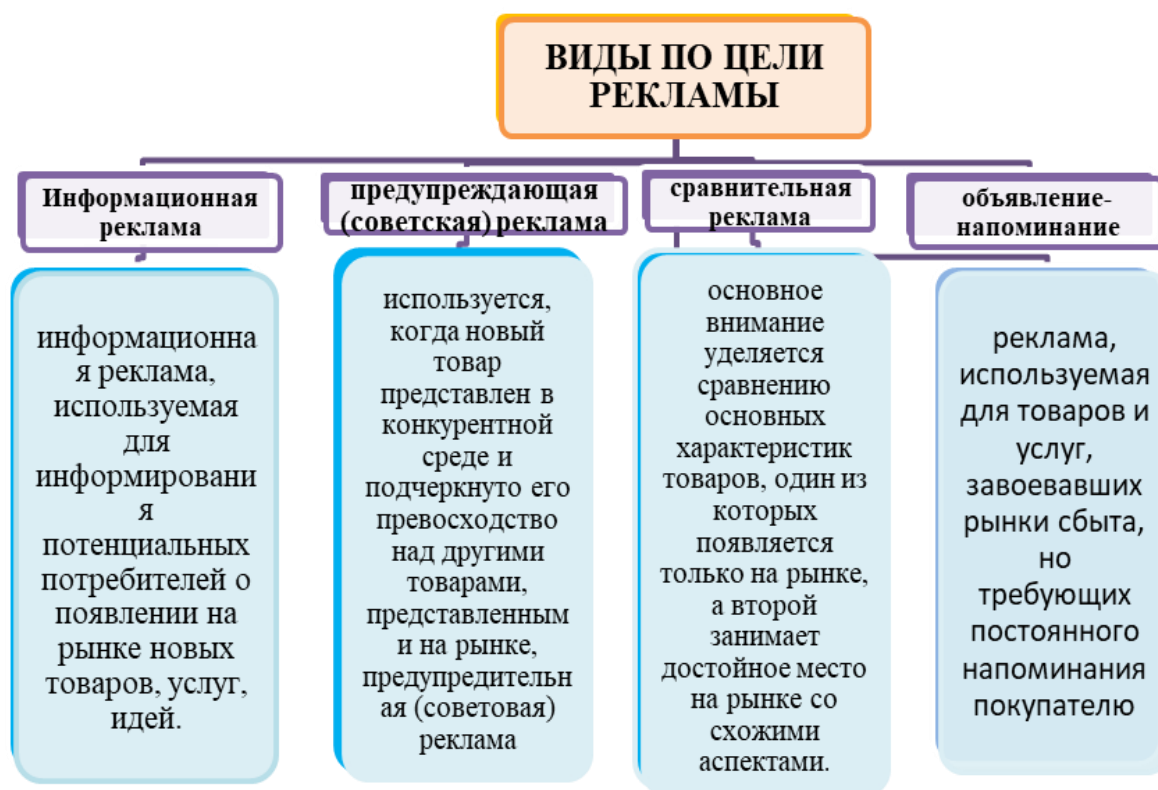 ВИДЫ ПО ЦЕЛИ
РЕКЛАМЫ
Информационная
реклама
предупреждающая
(советская) реклама
сравнительная
реклама
объявление-
напоминание
информационна
я реклама,
используемая
для
информировани
я
потенциальных
потребителей о
появлении на
рынке новых
товаров, услуг,
идей.
используется,
когда новый
товар
представлен в
конкурентной
среде и
подчеркнуто его
превосходство
над другими
товарами,
представленным
и на рынке,
предупредительн
ая (советовая)
реклама
основное
внимание
уделяется
сравнению
основных
характеристик
товаров, один из
которых
появляется
только на рынке,
а второй
занимает
достойное место
на рынке со
схожими
аспектами.
реклама,
используемая
для товаров и
услуг,
завоевавших
рынки сбыта,
но
требующих
постоянного
напоминания
покупателю